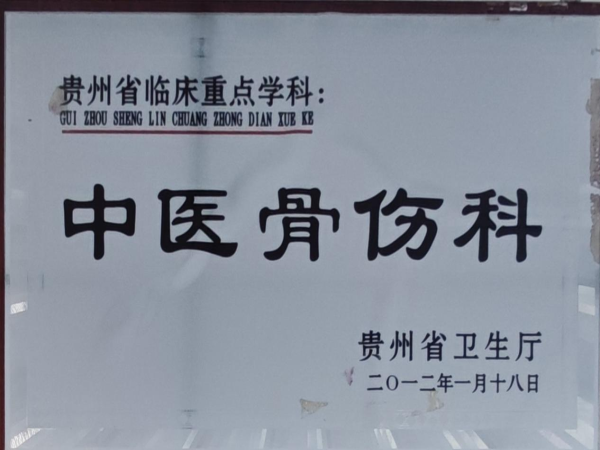 贵州省临床重点学科：
GUI ZHOU SHENG LIN CHUANG ZHONG DIAN XUE KE
中医骨伤科
贵州省卫生厅
二〇一二年一月十八日